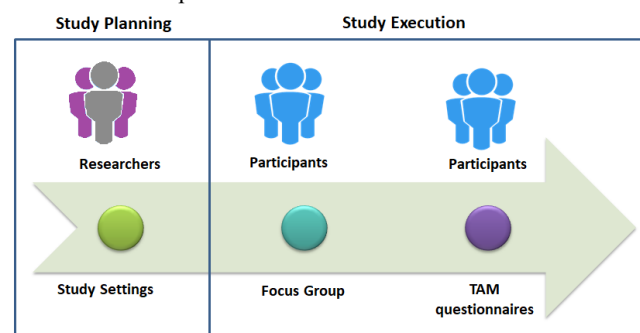 Study Planning
Study Execution
Researchers
Participants
Participants
Study Settings
Focus Group
TAM
questionnaires